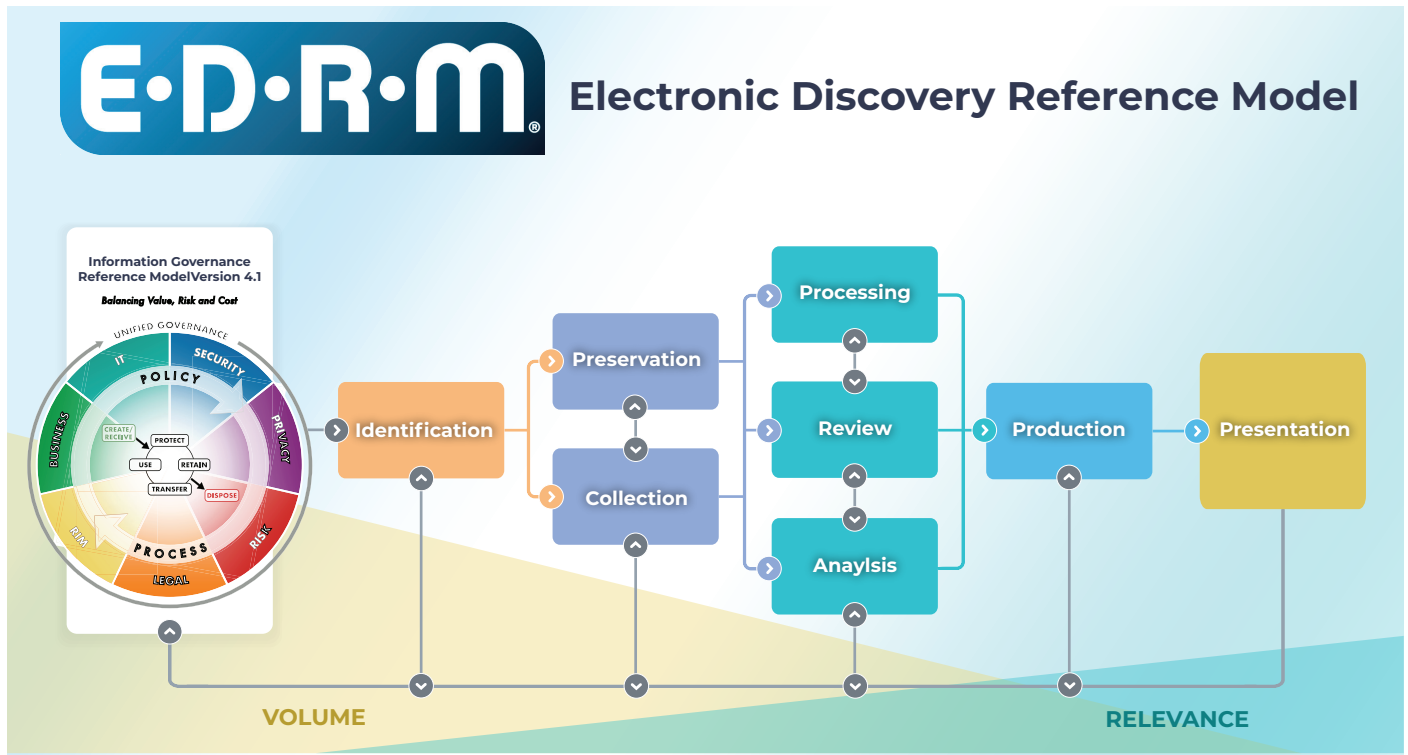 E·D·R·M®
Electronic Discovery Reference Model
Information Governance
Reference ModelVersion 4.1
Balancing Value, Risk and Cost
UNIFIED GOVERNANCE
IT
SECURITY
POLICY
BUSINESS
PRIVACY
CREATE/
RECEIVE
PROTECT
USE
RETAIN
TRANSFER
DISPOSE
RIM
RISK
PROCESS
LEGAL
Identification
Preservation
Collection
Processing
Review
Anaylsis
Production
Presentation
VOLUME
RELEVANCE